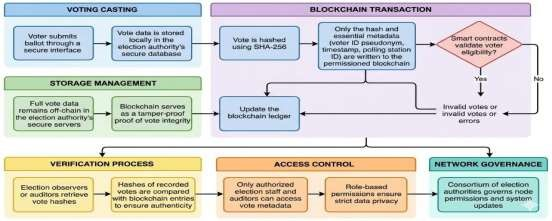 VOTING CASTING
Voter submits
ballot through a
secure interface
Vote data is stored
locally in the
election authority's
secure database
BLOCKCHAIN TRANSACTION
Vote is hashed
using SHA-256
Only the hash and
essential metadata
(voter ID pseudonym,
timestamp, polling station
ID) are written to the
permissioned blockchain
Smart contracts
validate voter
eligibility?
Yes
No
Invalid votes or
invalid votes or
errors
Update the
blockchain ledger
STORAGE MANAGEMENT
Full vote data
remains off-chain in
the election authority's
secure servers
Blockchain serves
as a tamper-proof
proof of vote integrity
VERIFICATION PROCESS
Election observers
or auditors retrieve
vote hashes
Hashes of recorded
votes are compared
with blockchain entries
to ensure authenticity
ACCESS CONTROL
Only authorized
election staff and
auditors can access
vote metadata
Role-based
permissions ensure
strict data privacy
NETWORK GOVERNANCE
Consortium of election
authorities governs node
permissions and system
updates